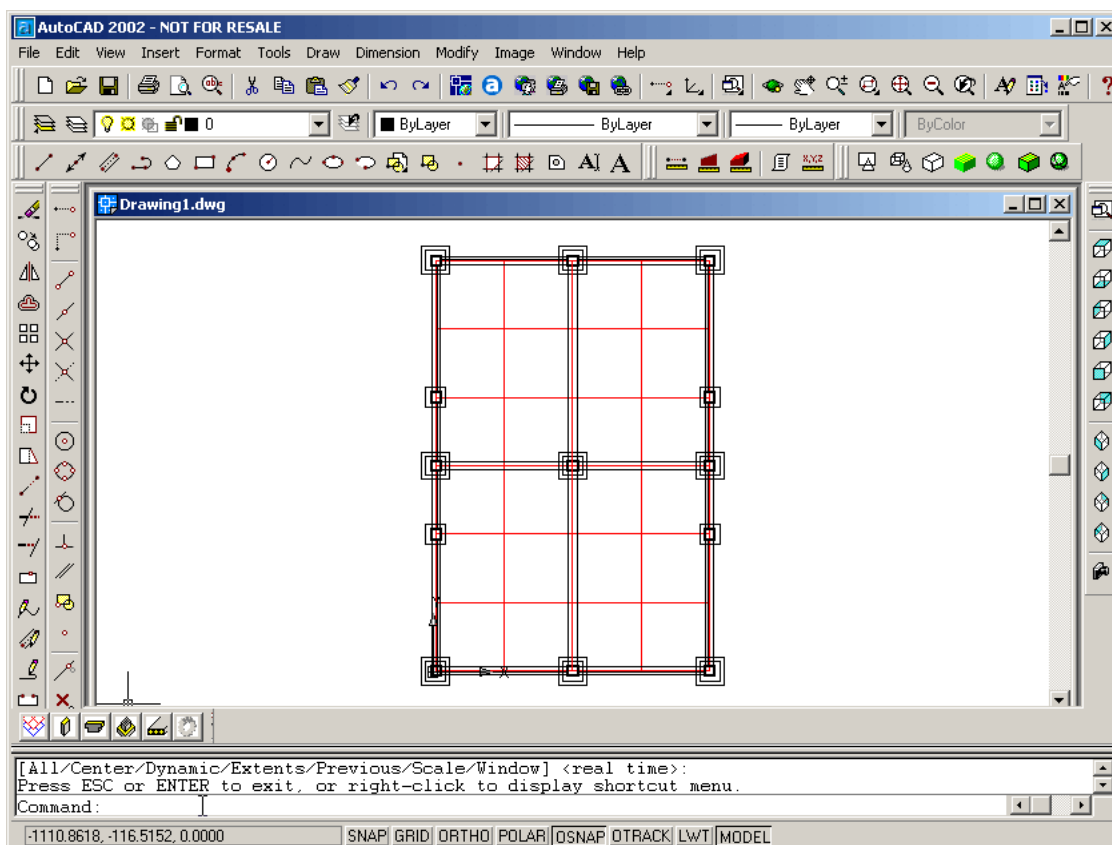 AutoCAD 2002 - NOT FOR RESALE
File Edit View Insert Format Tools Draw Dimension Modify Image Window Help
0 ByLayer ByLayer ByLayer ByColor
Drawing1.dwg
Y
X
[All/Center/Dynamic/Extents/Previous/Scale/Window] <real time>:
Press ESC or ENTER to exit, or right-click to display shortcut menu.
Command:
-1110.8618, -116.5152, 0.0000 SNAP GRID ORTHO POLAR OSNAP OTRACK LWT MODEL